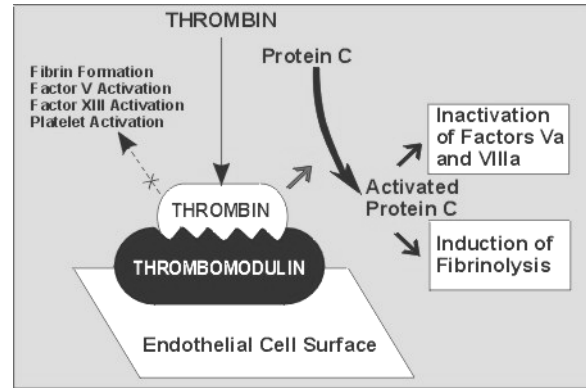 THROMBIN
Protein C
Fibrin Formation
Factor V Activation
Factor XIII Activation
Platelet Activation
Inactivation
of Factors Va
and VIIIa
Activated
Protein C
THROMBIN
THROMBOMODULIN
Induction of
Fibrinolysis
Endothelial Cell Surface